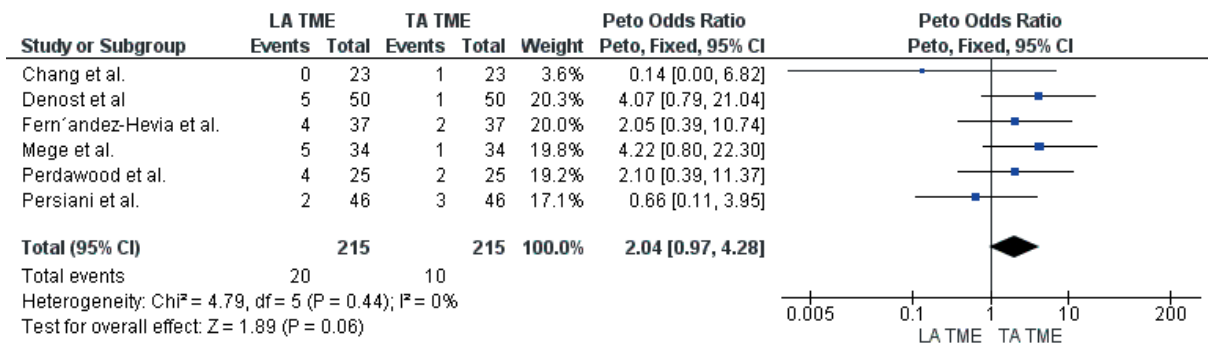 LA TME TA TME Peto Odds Ratio Peto Odds Ratio
Study or Subgroup Events Total Events Total Weight Peto, Fixed, 95% CI Peto, Fixed, 95% CI
Chang et al. 0 23 1 23 3.6% 0.14 [0.00, 6.82]
Denost et al 5 50 1 50 20.3% 4.07 [0.79, 21.04]
Fern´andez-Hevia et al. 4 37 2 37 20.0% 2.05 [0.39, 10.74]
Mege et al. 5 34 1 34 19.8% 4.22 [0.80, 22.30]
Perdawood et al. 4 25 2 25 19.2% 2.10 [0.39, 11.37]
Persiani et al. 2 46 3 46 17.1% 0.66 [0.11, 3.95]
Total (95% CI) 215 215 100.0% 2.04 [0.97, 4.28]
Total events 20 10
Heterogeneity: Chi² = 4.79, df = 5 (P = 0.44); I² = 0%
Test for overall effect: Z = 1.89 (P = 0.06)
0.005 0.1 1 10 200
LA TME TA TME